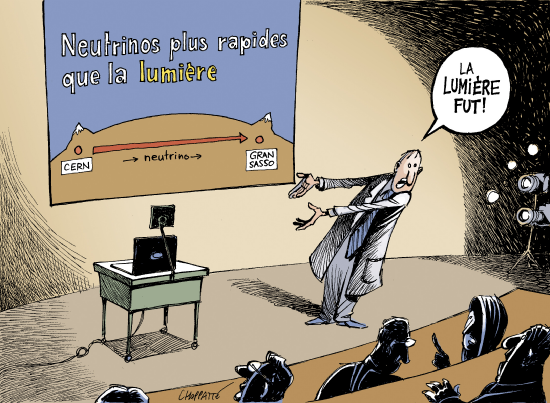 Neutrinos plus rapides
que la lumière
CERN
→ neutrino →
GRAN
SASSO
LA
LUMIÈRE
FUT!
CHAPPATTE